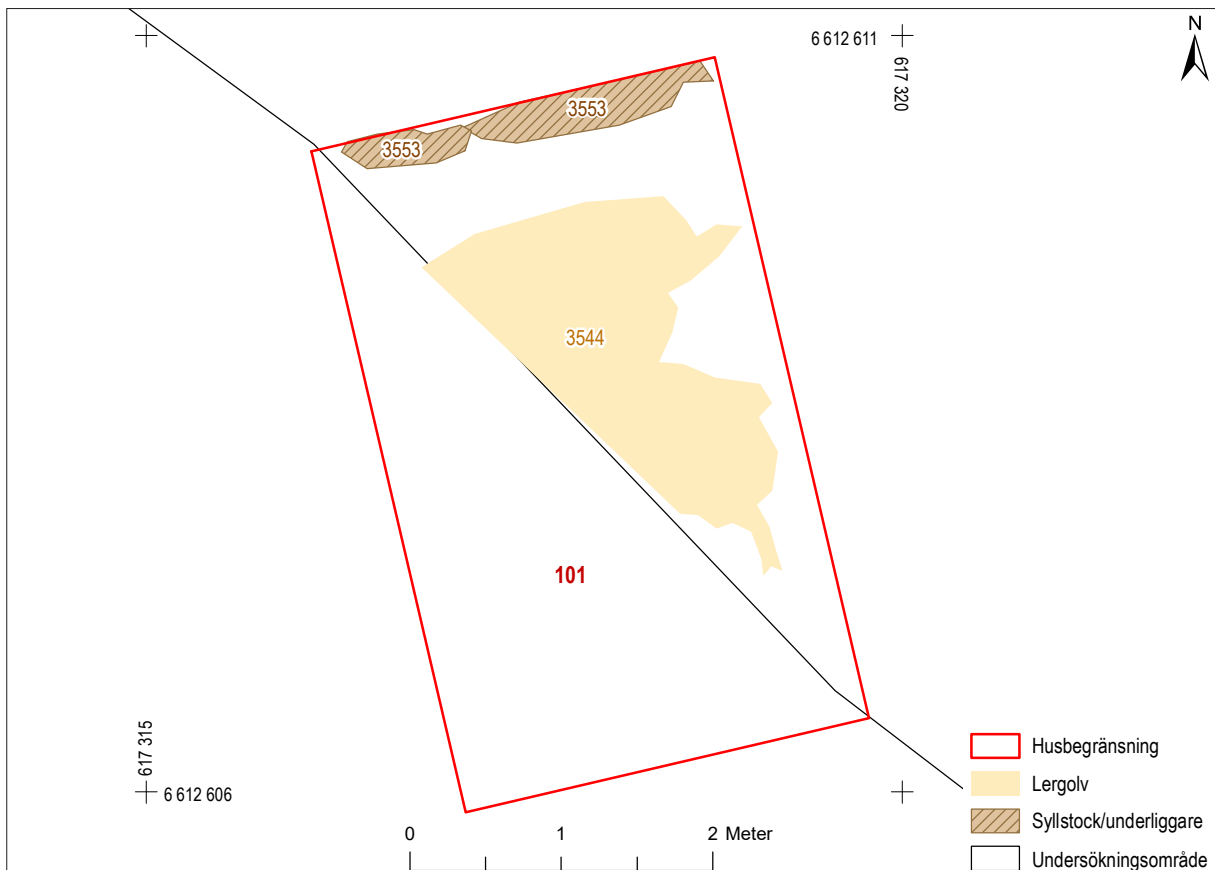 N
6 612 611
617 320
3553
3553
3544
101
617 315
6 612 606
Husbegränsning
Lergolv
Syllstock/underliggare
Undersökningsområde
0 1 2 Meter